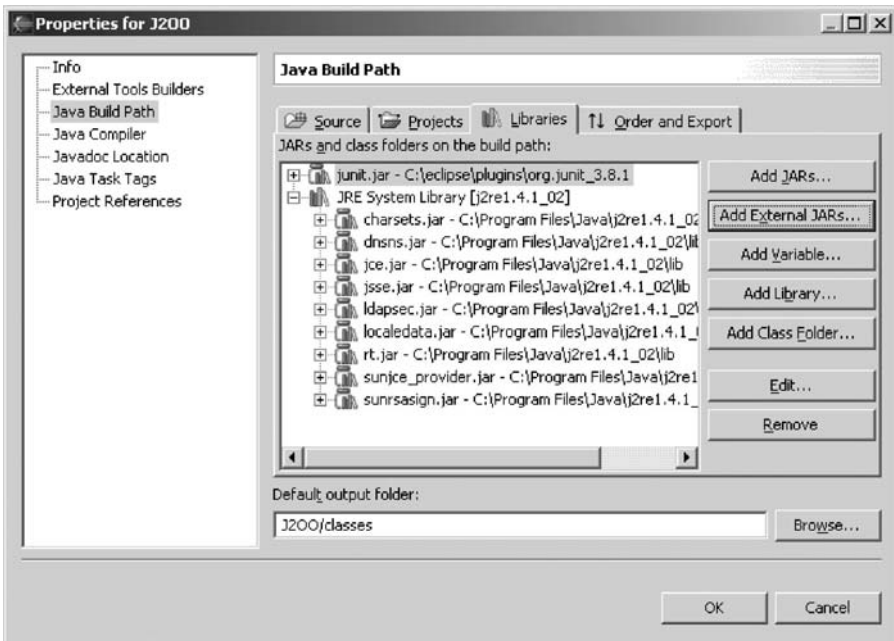 Properties for J2OO
Info
External Tools Builders
Java Build Path
Java Compiler
Javadoc Location
Java Task Tags
Project References
Java Build Path
Source
Projects
Libraries
Order and Export
JARs and class folders on the build path:
junit.jar - C:\eclipse\plugins\org.junit_3.8.1
JRE System Library [j2re1.4.1_02]
charsets.jar - C:\Program Files\Java\j2re1.4.1_02
dnsns.jar - C:\Program Files\Java\j2re1.4.1_02\lib
jce.jar - C:\Program Files\Java\j2re1.4.1_02\lib
jsse.jar - C:\Program Files\Java\j2re1.4.1_02\lib
ldapsec.jar - C:\Program Files\Java\j2re1.4.1_02\
localedata.jar - C:\Program Files\Java\j2re1.4.1_
rt.jar - C:\Program Files\Java\j2re1.4.1_02\lib
sunjce_provider.jar - C:\Program Files\Java\j2re1
sunrsasign.jar - C:\Program Files\Java\j2re1.4.1_
Add JARs...
Add External JARs...
Add Variable...
Add Library...
Add Class Folder...
Edit...
Remove
Default output folder:
J2OO/classes
Browse...
OK
Cancel